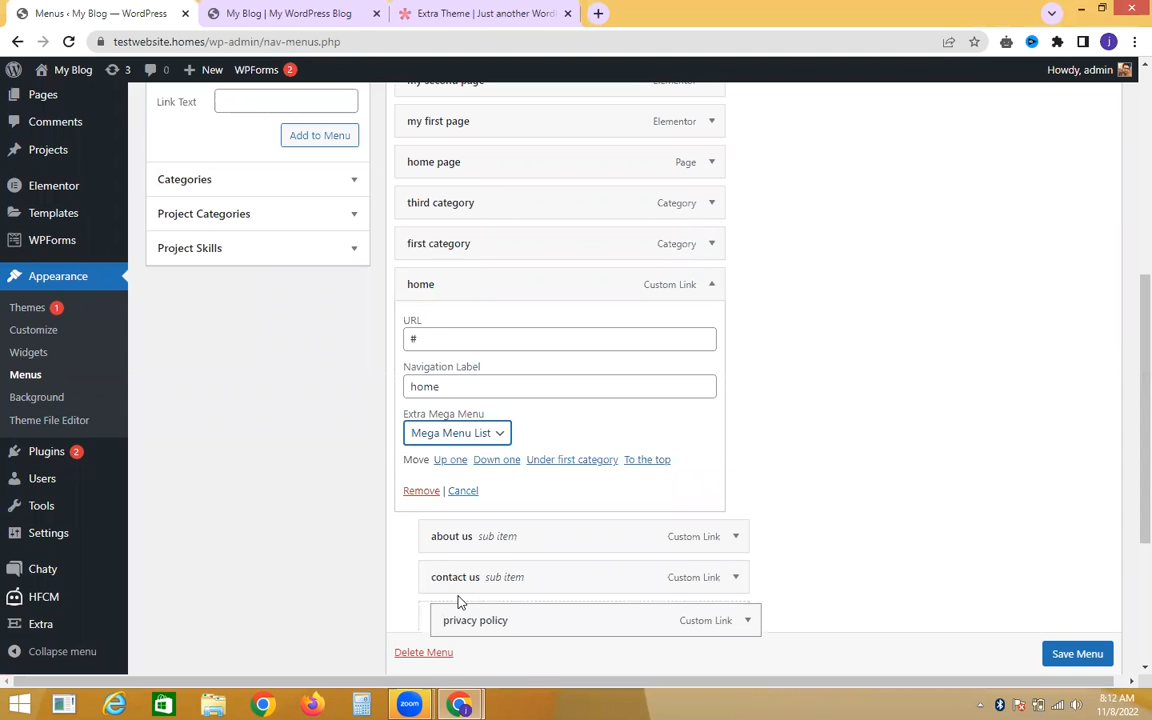 Menus ‹ My Blog — WordPress
My Blog | My WordPress Blog
Extra Theme | Just another Word
testwebsite.homes/wp-admin/nav-menus.php
j
My Blog
3
0
New
WPForms 2
Howdy, admin
Pages
Comments
Projects
Elementor
Templates
WPForms
Appearance
Themes 1
Customize
Widgets
Menus
Background
Theme File Editor
Plugins 2
Users
Tools
Settings
Chaty
HFCM
Extra
Collapse menu
Link Text
Add to Menu
Categories
Project Categories
Project Skills
my second page Elementor
my first page Elementor
home page Page
third category Category
first category Category
home Custom Link
URL
#
Navigation Label
home
Extra Mega Menu
Mega Menu List
Move Up one Down one Under first category To the top
Remove | Cancel
about us sub item Custom Link
contact us sub item Custom Link
privacy policy Custom Link
Delete Menu
Save Menu
zoom
j
8:12 AM
11/8/2022